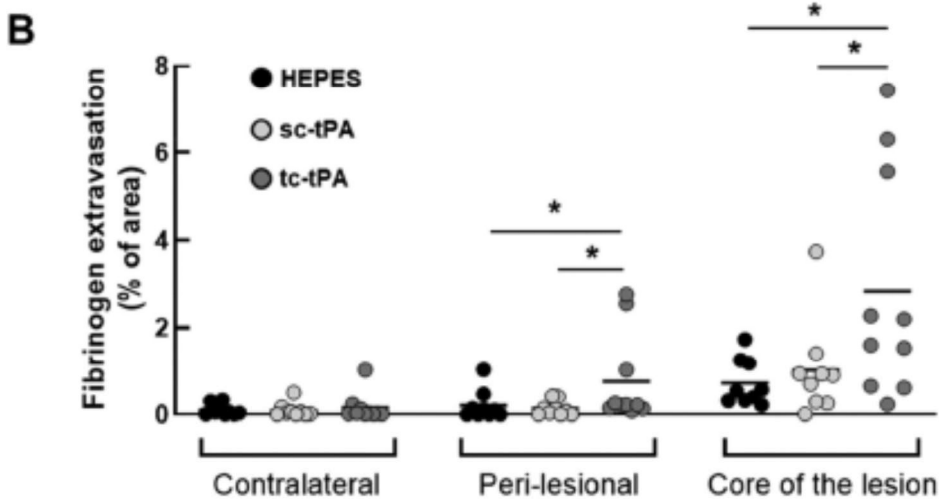 B
*
*
8
HEPES
sc-tPA
tc-tPA
6
4
2
0
*
*
Fibrinogen extravasation
(% of area)
Contralateral
Peri-lesional
Core of the lesion